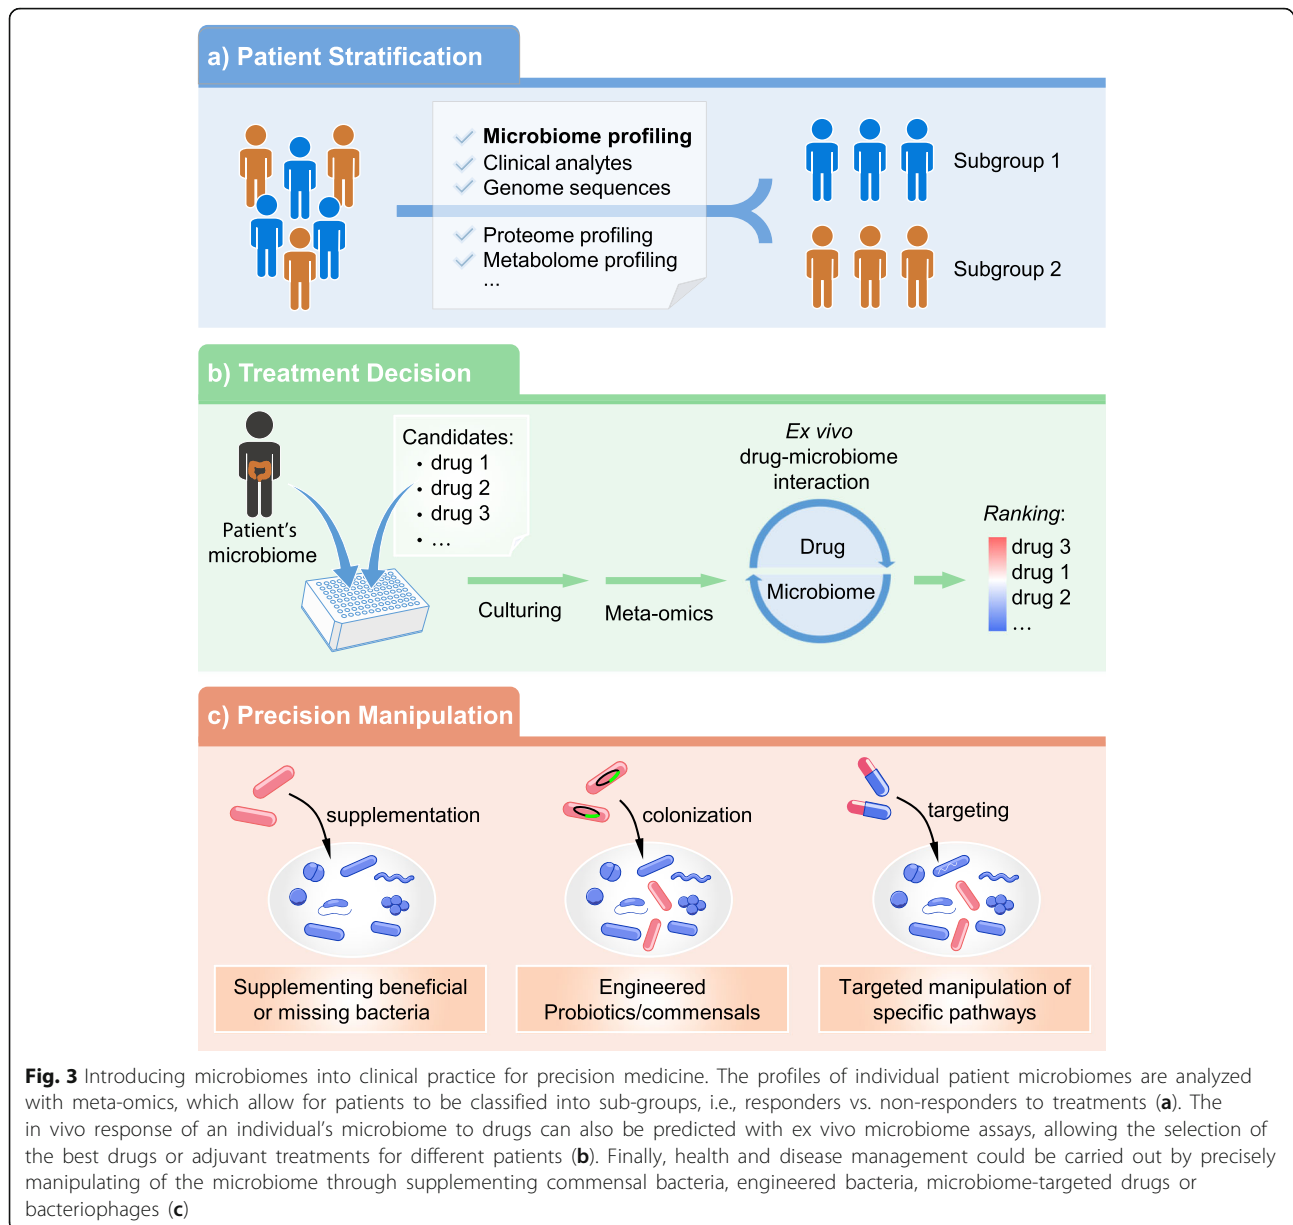 a) Patient Stratification
Microbiome profiling
Clinical analytes
Genome sequences
Proteome profiling
Metabolome profiling
...
Subgroup 1
Subgroup 2
b) Treatment Decision
Patient's
microbiome
Candidates:
• drug 1
• drug 2
• drug 3
• ...
Culturing
Meta-omics
Ex vivo
drug-microbiome
interaction
Drug
Microbiome
Ranking:
drug 3
drug 1
drug 2
...
c) Precision Manipulation
supplementation
Supplementing beneficial
or missing bacteria
colonization
Engineered
Probiotics/commensals
targeting
Targeted manipulation of
specific pathways
Fig. 3 Introducing microbiomes into clinical practice for precision medicine. The profiles of individual patient microbiomes are analyzed
with meta-omics, which allow for patients to be classified into sub-groups, i.e., responders vs. non-responders to treatments (a). The
in vivo response of an individual's microbiome to drugs can also be predicted with ex vivo microbiome assays, allowing the selection of
the best drugs or adjuvant treatments for different patients (b). Finally, health and disease management could be carried out by precisely
manipulating of the microbiome through supplementing commensal bacteria, engineered bacteria, microbiome-targeted drugs or
bacteriophages (c)